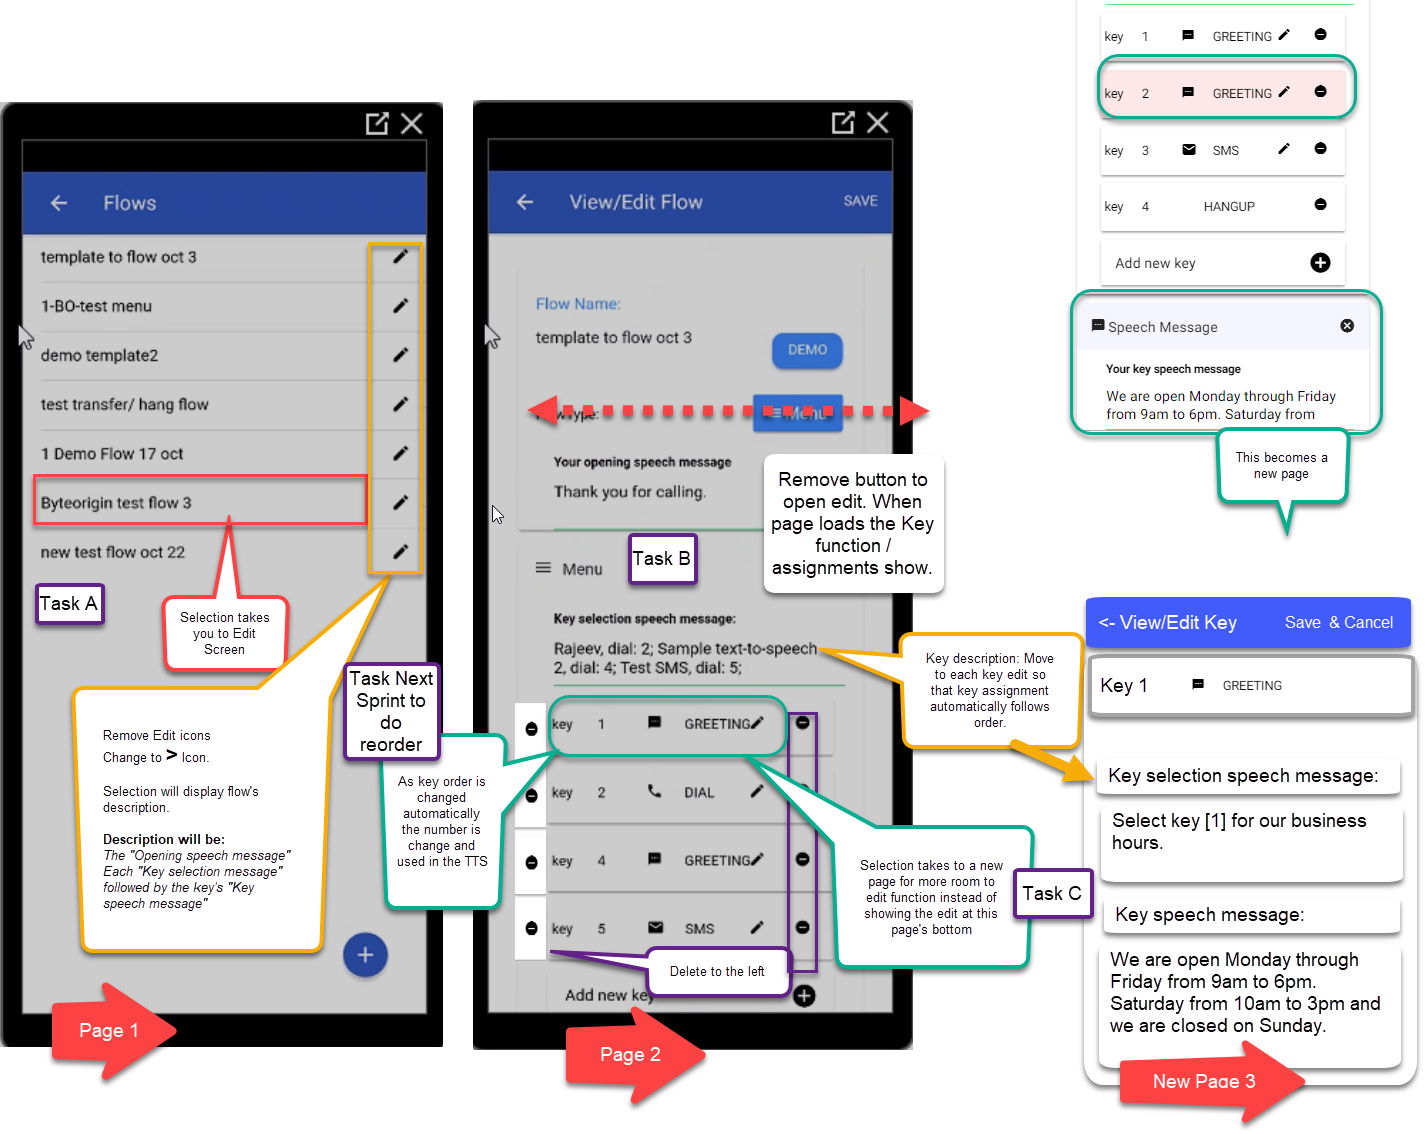 Flows
template to flow oct 3
1-BO-test menu
demo template2
test transfer/ hang flow
1 Demo Flow 17 oct
Byteorigin test flow 3
new test flow oct 22
Task A
Selection takes
you to Edit
Screen
Remove Edit icons
Change to > Icon.
Selection will display flow's
description.
Description will be:
The "Opening speech message"
Each "Key selection message"
followed by the key's "Key
speech message"
+
Page 1
Task Next
Sprint to
do
reorder
As key order is
changed
automatically
the number is
change and
used in the TTS
View/Edit Flow
SAVE
Flow Name:
template to flow oct 3
DEMO
Type:
Menu
Your opening speech message
Thank you for calling.
Remove button to
open edit. When
page loads the Key
function /
assignments show.
Menu
Task B
Key selection speech message:
Rajeev, dial: 2; Sample text-to-speech
2, dial: 4; Test SMS, dial: 5;
key 1 GREETING
key 2 DIAL
key 4 GREETING
key 5 SMS
Delete to the left
Add new key
Page 2
Key description: Move
to each key edit so
that key assignment
automatically follows
order.
Selection takes to a new
page for more room to
edit function instead of
showing the edit at this
page's bottom
Task C
key 1 GREETING
key 2 GREETING
key 3 SMS
key 4 HANGUP
Add new key
Speech Message
Your key speech message
We are open Monday through Friday
from 9am to 6pm. Saturday from
This becomes a
new page
<- View/Edit Key Save & Cancel
Key 1 GREETING
Key selection speech message:
Select key [1] for our business
hours.
Key speech message:
We are open Monday through
Friday from 9am to 6pm.
Saturday from 10am to 3pm and
we are closed on Sunday.
New Page 3